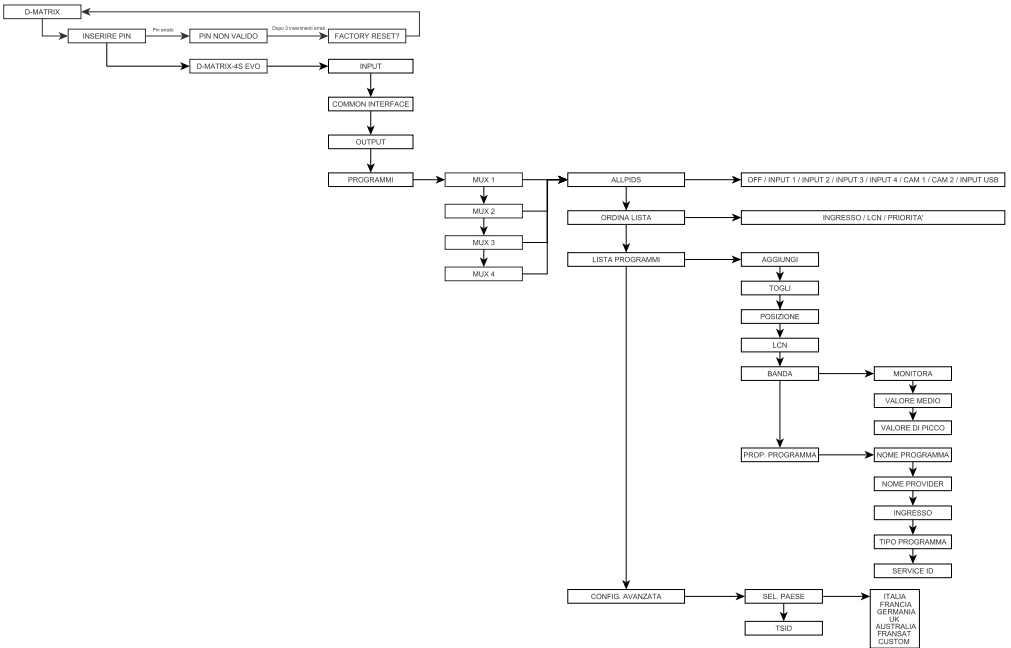 D-MATRIX
INSERIRE PIN
Pin errato
PIN NON VALIDO
Dopo 3 inserimenti errati
FACTORY RESET?
D-MATRIX-4S EVO
INPUT
COMMON INTERFACE
OUTPUT
PROGRAMMI
MUX 1
MUX 2
MUX 3
MUX 4
ALLPIDS
OFF / INPUT 1 / INPUT 2 / INPUT 3 / INPUT 4 / CAM 1 / CAM 2 / INPUT USB
ORDINA LISTA
INGRESSO / LCN / PRIORITA'
LISTA PROGRAMMI
AGGIUNGI
TOGLI
POSIZIONE
LCN
BANDA
MONITORA
VALORE MEDIO
VALORE DI PICCO
PROP. PROGRAMMA
NOME PROGRAMMA
NOME PROVIDER
INGRESSO
TIPO PROGRAMMA
SERVICE ID
CONFIG. AVANZATA
SEL. PAESE
TSID
ITALIA
FRANCIA
GERMANIA
UK
AUSTRALIA
FRANSAT
CUSTOM